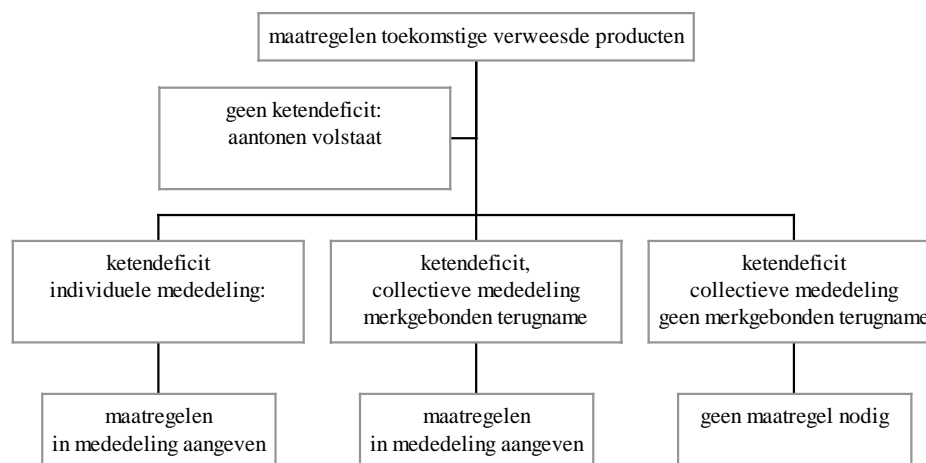 maatregelen toekomstige verweesde producten
geen ketendeficit:
aantonen volstaat
ketendeficit
individuele mededeling:
ketendeficit,
collectieve mededeling
merkgebonden terugname
ketendeficit
collectieve mededeling
geen merkgebonden terugname
maatregelen
in mededeling aangeven
maatregelen
in mededeling aangeven
geen maatregel nodig